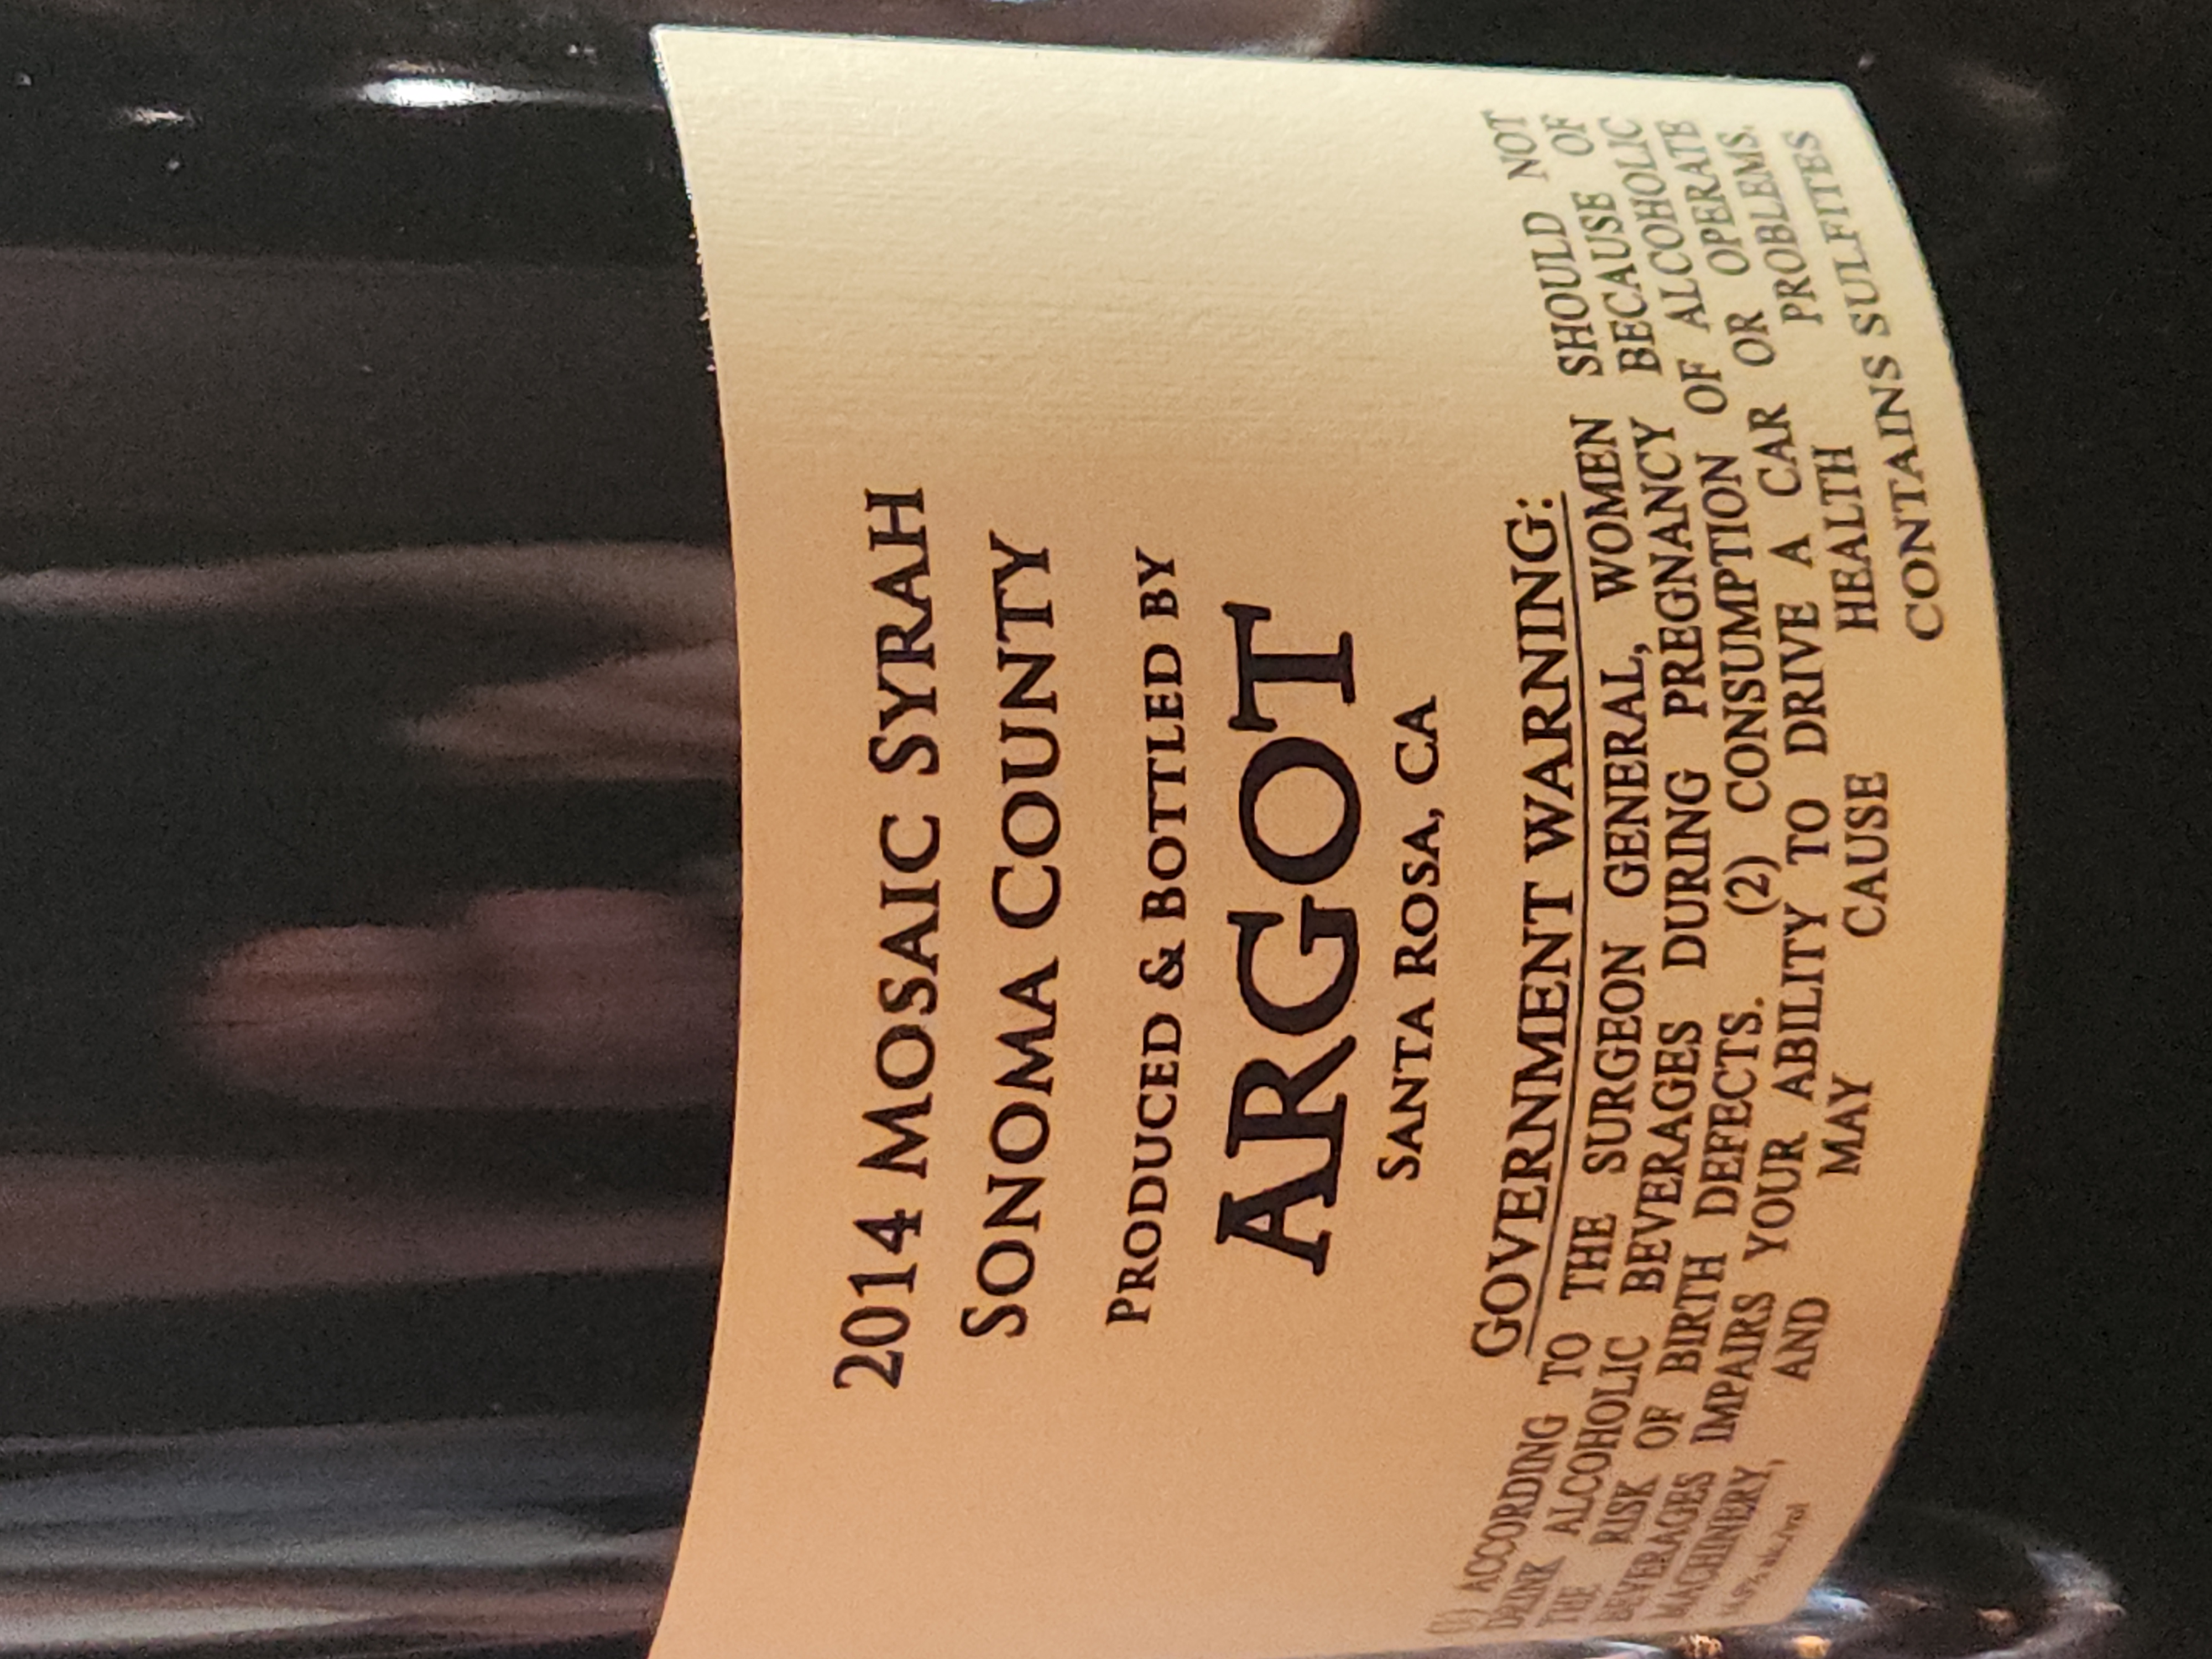 2014 MOSAIC SYRAH
SONOMA COUNTY
PRODUCED & BOTTLED BY
ARGOT
SANTA ROSA, CA
GOVERNMENT WARNING:
(1) ACCORDING TO THE SURGEON GENERAL, WOMEN SHOULD NOT
DRINK ALCOHOLIC BEVERAGES DURING PREGNANCY BECAUSE OF
THE RISK OF BIRTH DEFECTS. (2) CONSUMPTION OF ALCOHOLIC
BEVERAGES IMPAIRS YOUR ABILITY TO DRIVE A CAR OR OPERATE
MACHINERY, AND MAY CAUSE HEALTH PROBLEMS.
alc./vol CONTAINS SULFITES